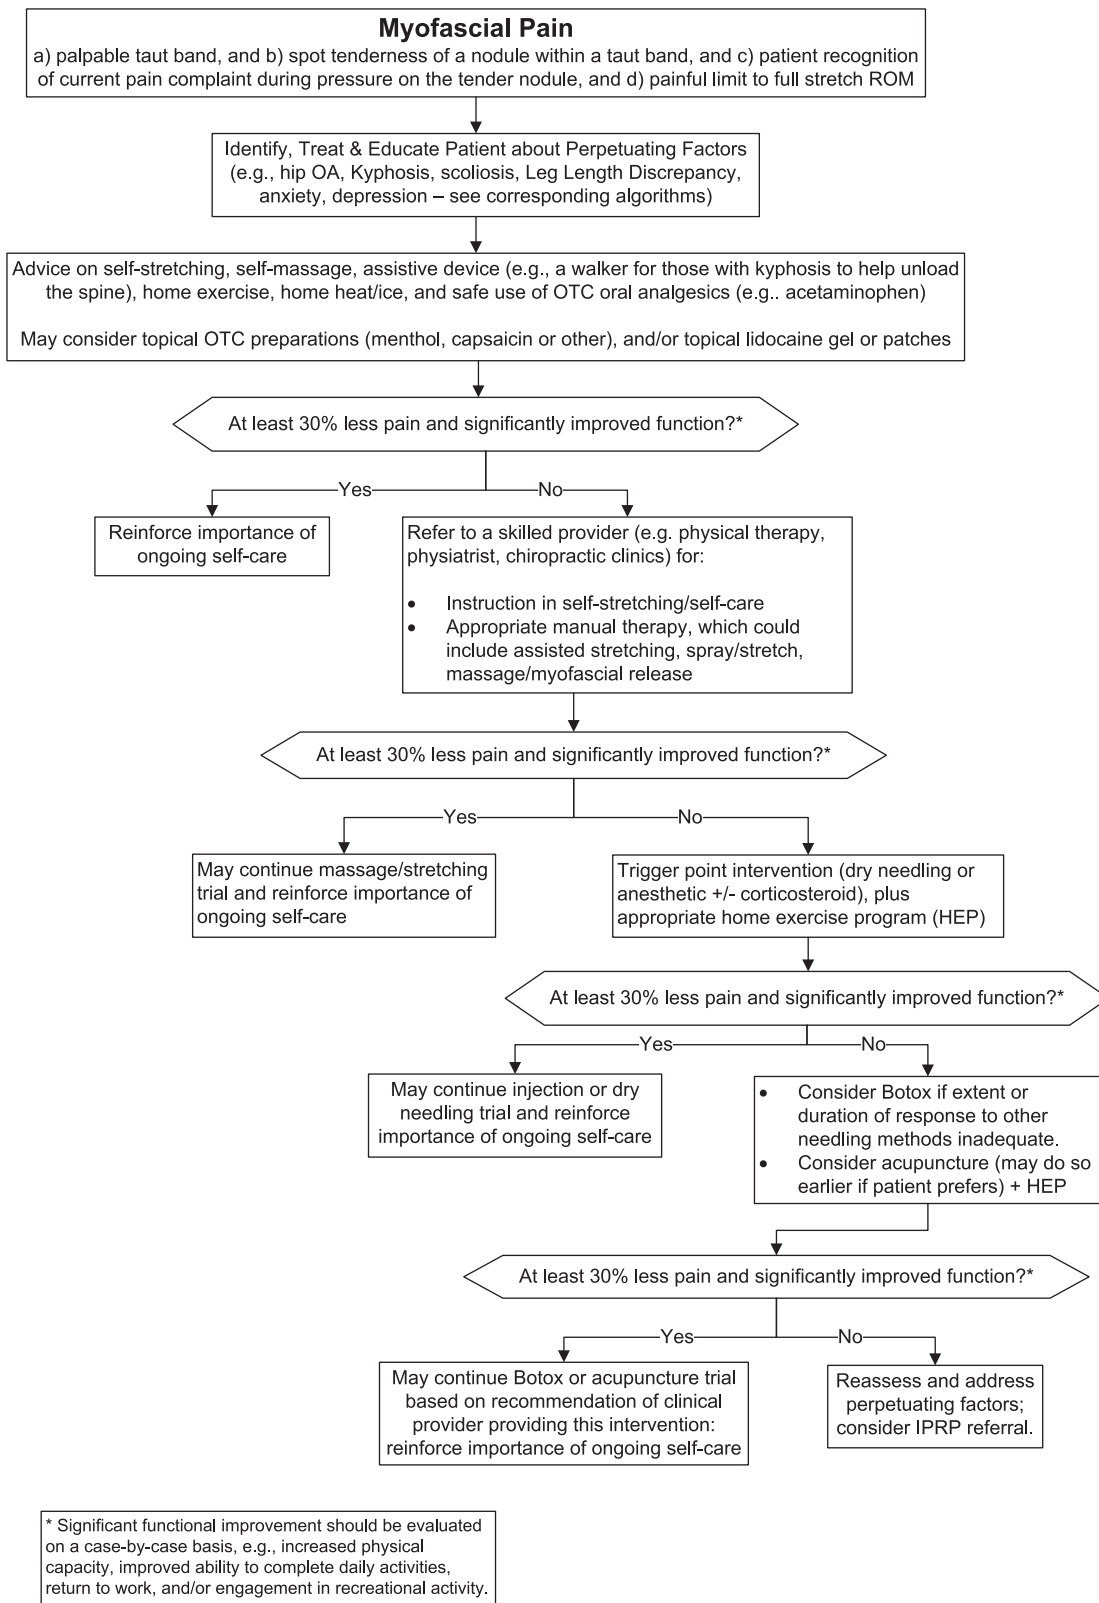 Myofascial Pain
a) palpable taut band, and b) spot tenderness of a nodule within a taut band, and c) patient recognition
of current pain complaint during pressure on the tender nodule, and d) painful limit to full stretch ROM
Identify, Treat & Educate Patient about Perpetuating Factors
(e.g., hip OA, Kyphosis, scoliosis, Leg Length Discrepancy,
anxiety, depression – see corresponding algorithms)
Advice on self-stretching, self-massage, assistive device (e.g., a walker for those with kyphosis to help unload
the spine), home exercise, home heat/ice, and safe use of OTC oral analgesics (e.g.. acetaminophen)
May consider topical OTC preparations (menthol, capsaicin or other), and/or topical lidocaine gel or patches
At least 30% less pain and significantly improved function?*
Yes
No
Reinforce importance of
ongoing self-care
Refer to a skilled provider (e.g. physical therapy,
physiatrist, chiropractic clinics) for:
• Instruction in self-stretching/self-care
• Appropriate manual therapy, which could
include assisted stretching, spray/stretch,
massage/myofascial release
At least 30% less pain and significantly improved function?*
Yes
No
May continue massage/stretching
trial and reinforce importance of
ongoing self-care
Trigger point intervention (dry needling or
anesthetic +/- corticosteroid), plus
appropriate home exercise program (HEP)
At least 30% less pain and significantly improved function?*
Yes
No
May continue injection or dry
needling trial and reinforce
importance of ongoing self-care
• Consider Botox if extent or
duration of response to other
needling methods inadequate.
• Consider acupuncture (may do so
earlier if patient prefers) + HEP
At least 30% less pain and significantly improved function?*
Yes
No
May continue Botox or acupuncture trial
based on recommendation of clinical
provider providing this intervention:
reinforce importance of ongoing self-care
Reassess and address
perpetuating factors;
consider IPRP referral.
* Significant functional improvement should be evaluated
on a case-by-case basis, e.g., increased physical
capacity, improved ability to complete daily activities,
return to work, and/or engagement in recreational activity.